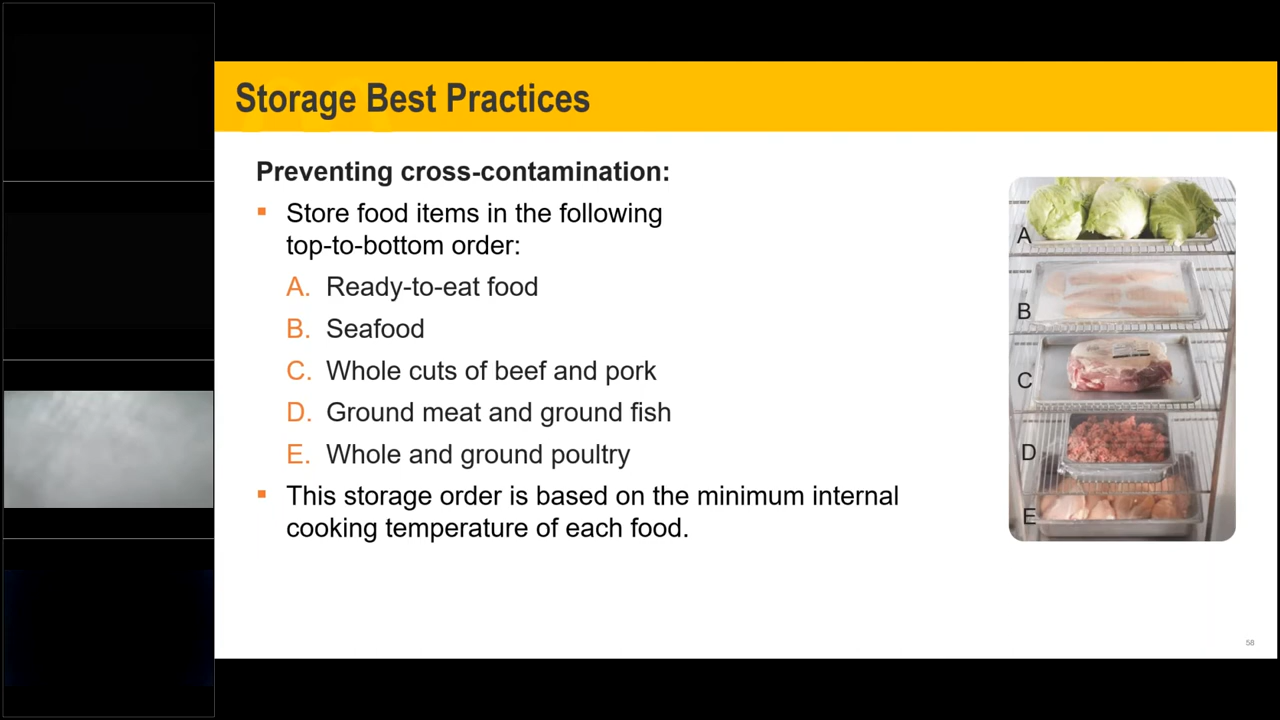 Storage Best Practices
Preventing cross-contamination:
▪ Store food items in the following
top-to-bottom order:
A. Ready-to-eat food
B. Seafood
C. Whole cuts of beef and pork
D. Ground meat and ground fish
E. Whole and ground poultry
▪ This storage order is based on the minimum internal
cooking temperature of each food.
A
B
C
D
E
58